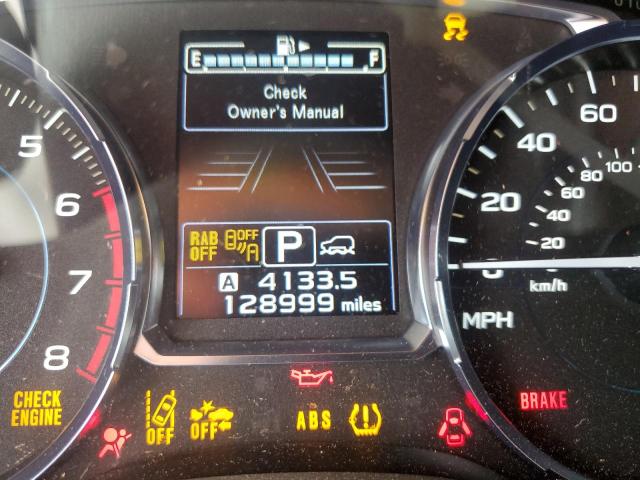 E F
Check
Owner's Manual
RAB
OFF
OFF
A
P
A 4133.5
128999 miles
5
6
7
8
60
40
20
0
100
80
60
40
20
km/h
MPH
CHECK
ENGINE
OFF
OFF
ABS
BRAKE